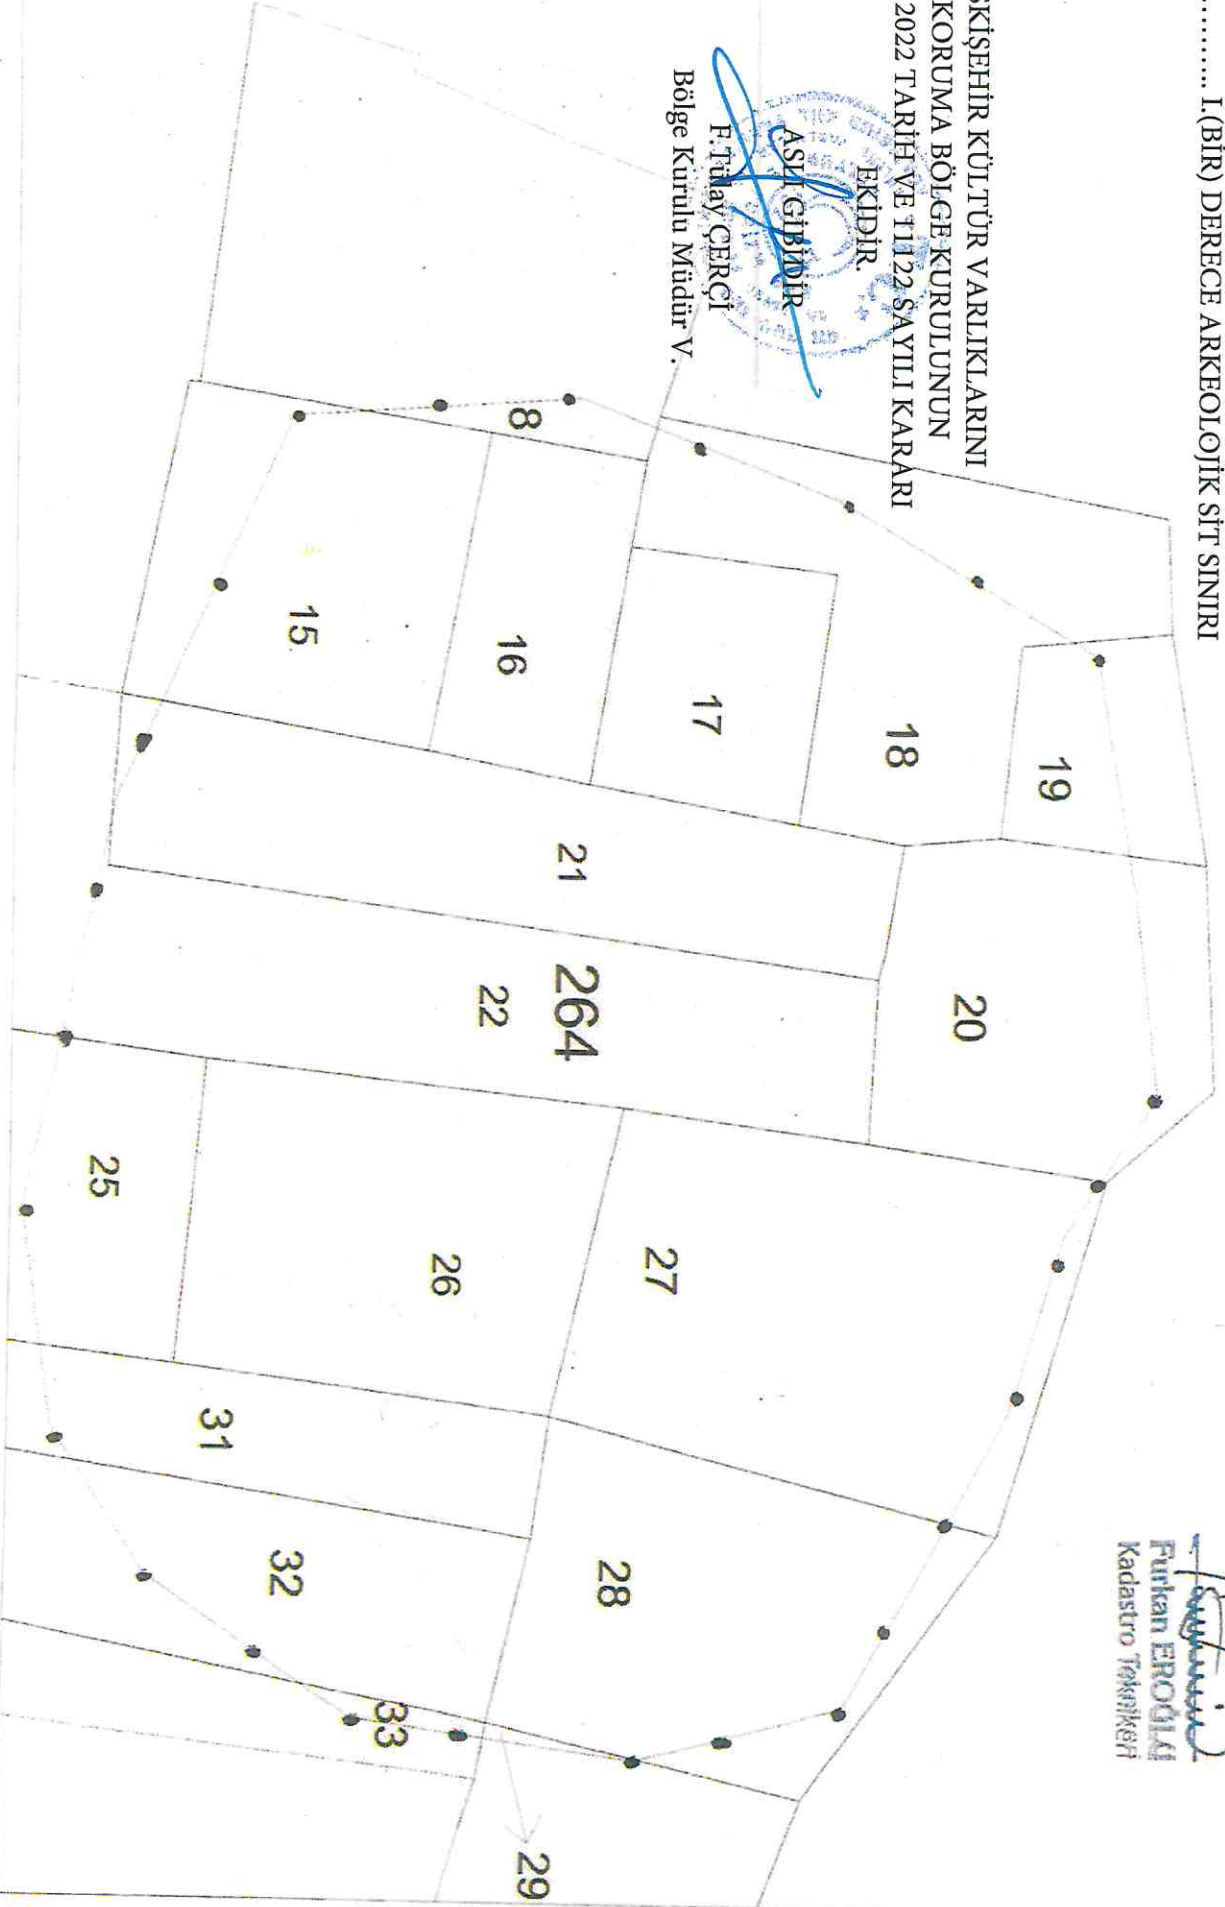 ......... I.(BİR) DERECE ARKEOLOJİK SİT SINIRI
SKİŞEHİR KÜLTÜR VARLIKLARINI
KORUMA BÖLGE KURULUNUN
2022 TARİH VE 11122 SAYILI KARARI
EKİDİR.
ASLI GİBİDİR
F.Tülay ÇERÇİ
Bölge Kurulu Müdür V.
Furkan EROĞLU
Kadastro Teknikeri
19
18
17
16
15
8
20
21
264
22
27
26
25
28
31
32
33
29